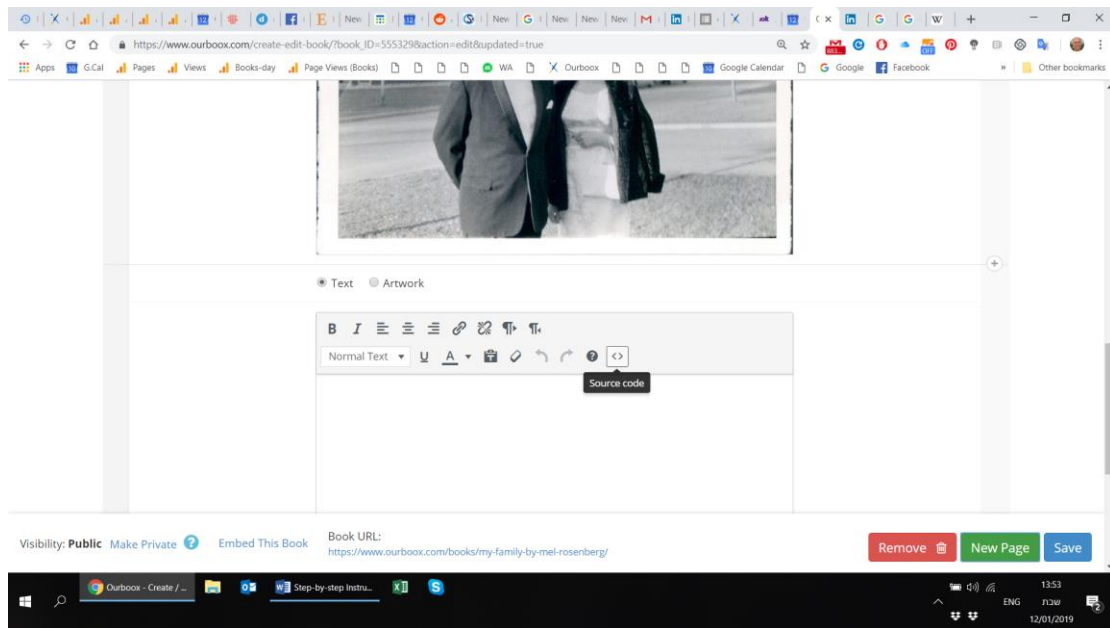 New
G
New
New
New
https://www.ourboox.com/create-edit-book/?book_ID=555329&action=edit&updated=true
Apps G.Cal Pages Views Books-day Page Views (Books) WA Ourboox Google Calendar Google Facebook » Other bookmarks
Text Artwork
B I
Normal Text U A
Source code
Visibility: Public Make Private ? Embed This Book
Book URL:
https://www.ourboox.com/books/my-family-by-mel-rosenberg/
Remove New Page Save
Ourboox - Create / ... Step-by-step Instru...
ENG
13:53
שבת
12/01/2019